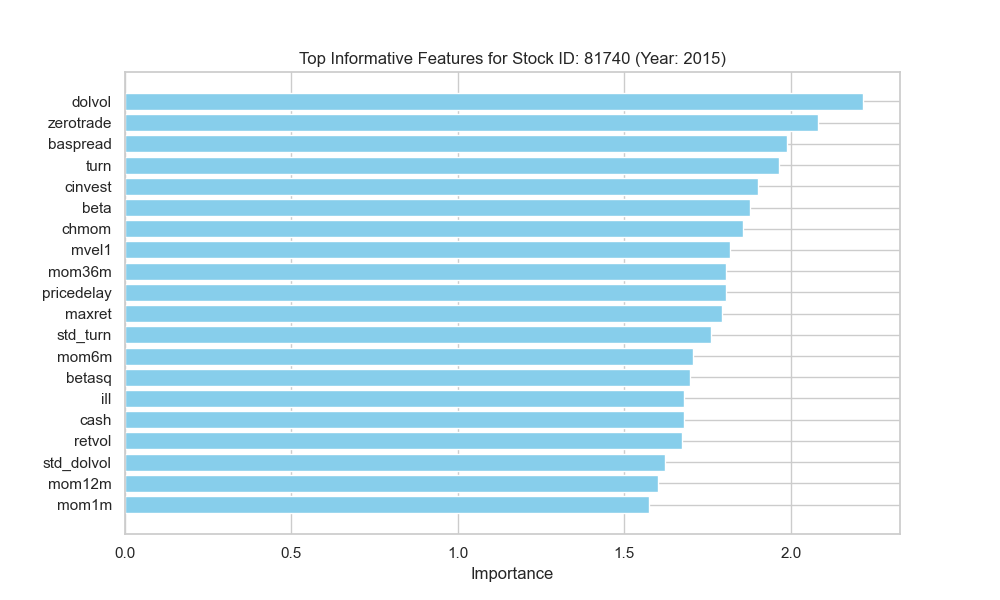 Top Informative Features for Stock ID: 81740 (Year: 2015)
dolvol
zerotrade
baspread
turn
cinvest
beta
chmom
mvel1
mom36m
pricedelay
maxret
std_turn
mom6m
betasq
ill
cash
retvol
std_dolvol
mom12m
mom1m
0.0 0.5 1.0 1.5 2.0
Importance